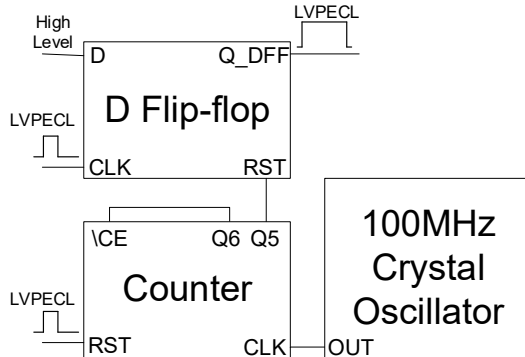 High
Level
LVPECL
D
Q_DFF
D Flip-flop
LVPECL
CLK
RST
\CE
Q6
Q5
Counter
LVPECL
RST
CLK
100MHz
Crystal
Oscillator
OUT